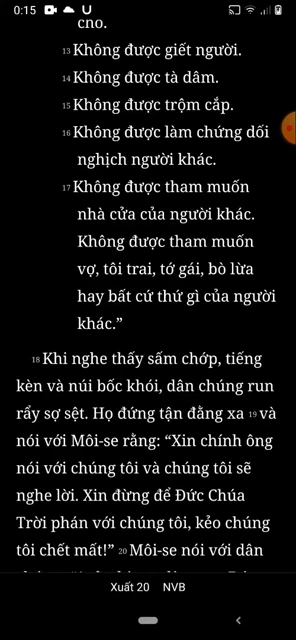 0:15
cho.
13 Không được giết người.
14 Không được tà dâm.
15 Không được trộm cắp.
16 Không được làm chứng dối
nghịch người khác.
17 Không được tham muốn
nhà cửa của người khác.
Không được tham muốn
vợ, tôi trai, tớ gái, bò lừa
hay bất cứ thứ gì của người
khác.”
18 Khi nghe thấy sấm chớp, tiếng
kèn và núi bốc khói, dân chúng run
rẩy sợ sệt. Họ đứng tận đằng xa 19 và
nói với Môi-se rằng: “Xin chính ông
nói với chúng tôi và chúng tôi sẽ
nghe lời. Xin đừng để Đức Chúa
Trời phán với chúng tôi, kẻo chúng
tôi chết mất!” 20 Môi-se nói với dân
Xuất 20 NVB